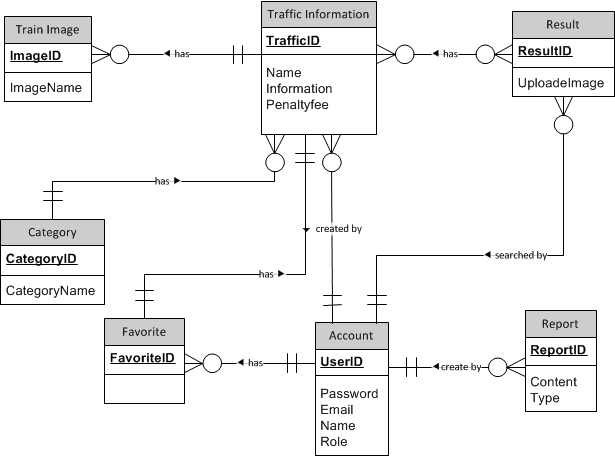 Train Image
ImageID
ImageName
has
Traffic Information
TrafficID
Name
Information
Penaltyfee
has
Result
ResultID
UploadeImage
has
Category
CategoryID
CategoryName
created by
searched by
has
Favorite
FavoriteID
has
Account
UserID
Password
Email
Name
Role
create by
Report
ReportID
Content
Type